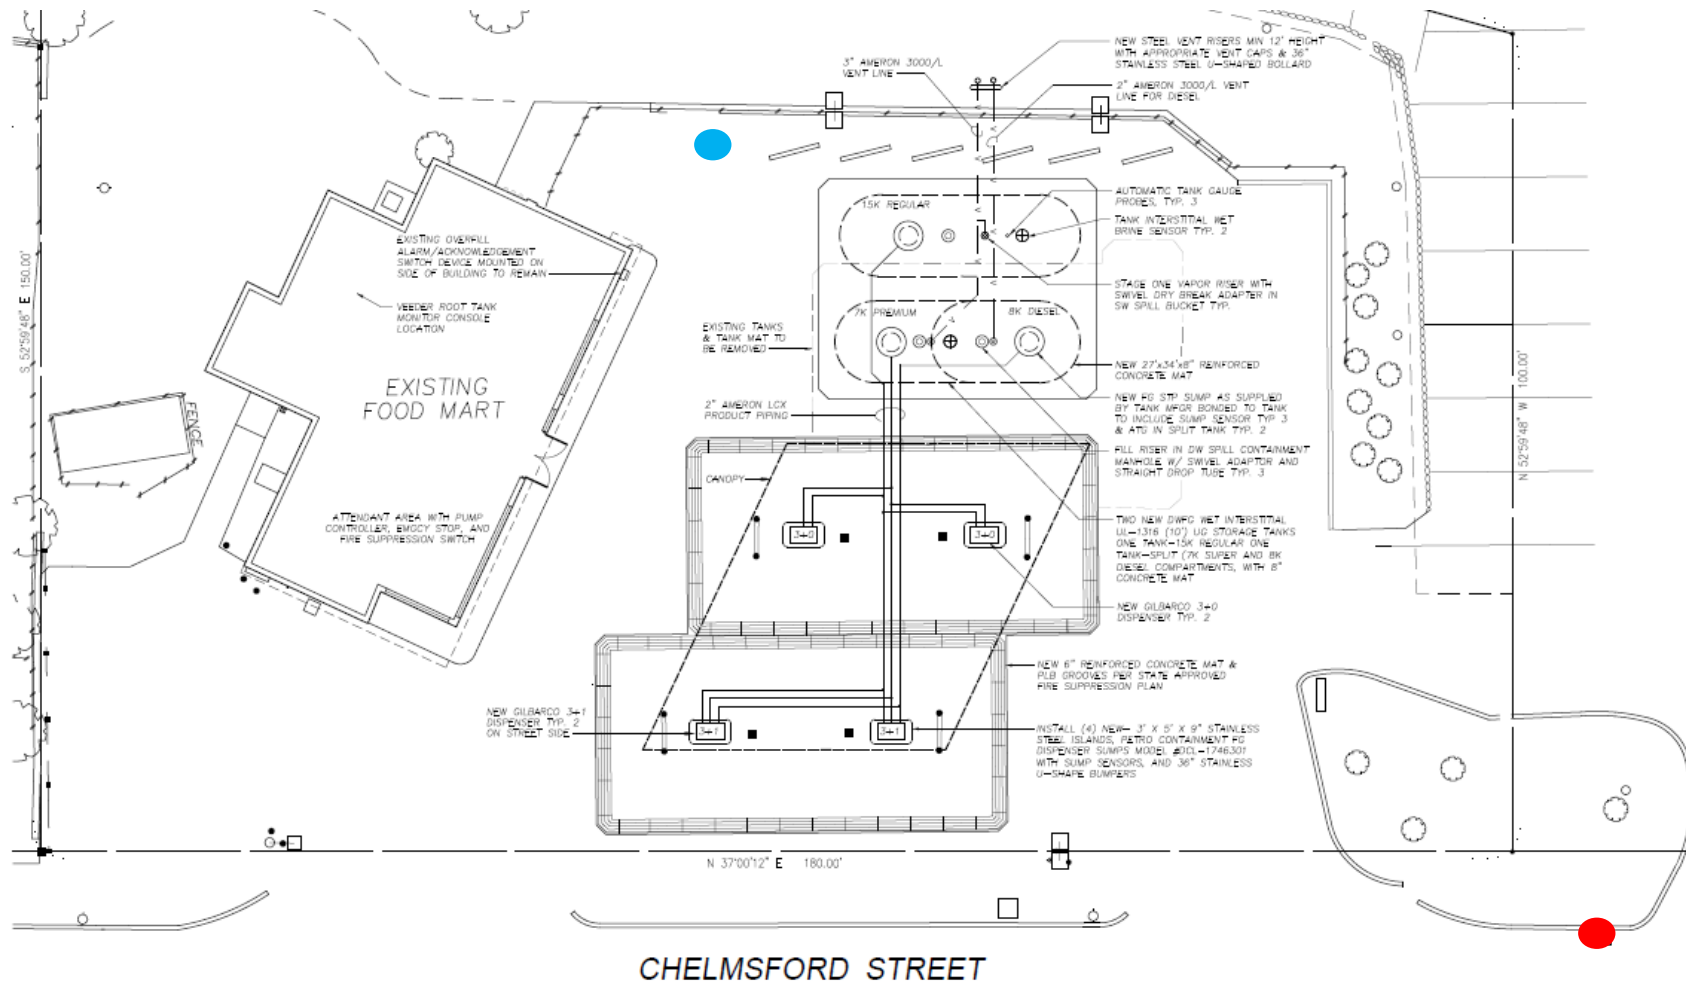 NEW STEEL VENT RISERS MIN 12' HEIGHT
WITH APPROPRIATE VENT CAPS & 36"
STAINLESS STEEL U-SHAPED BOLLARD
3" AMERON 3000/L
VENT LINE
2" AMERON 3000/L VENT
LINE FOR DIESEL
AUTOMATIC TANK GAUGE
PROBES, TYP. 3
15K REGULAR
TANK INTERSTITIAL WET
BRINE SENSOR TYP. 2
EXISTING OVERFILL
ALARM/ACKNOWLEDGEMENT
SWITCH DEVICE MOUNTED ON
SIDE OF BUILDING TO REMAIN
S 52°59'48" E 150.00'
STAGE ONE VAPOR RISER WITH
SWIVEL DRY BREAK ADAPTER IN
SW SPILL BUCKET TYP.
VEEDER ROOT TANK
MONITOR CONSOLE
LOCATION
7K PREMIUM
8K DIESEL
EXISTING TANKS
& TANK MAT TO
BE REMOVED
NEW 27'x34'x8" REINFORCED
CONCRETE MAT
EXISTING
FOOD MART
N 52°59'48" W 100.00'
NEW FG STP SUMP AS SUPPLIED
BY TANK MFGR BONDED TO TANK
TO INCLUDE SUMP SENSOR TYP 3
& ATG IN SPLIT TANK TYP. 2
2" AMERON LCX
PRODUCT PIPING
FENCE
FILL RISER IN DW SPILL CONTAINMENT
MANHOLE W/ SWIVEL ADAPTOR AND
STRAIGHT DROP TUBE TYP. 3
CANOPY
ATTENDANT AREA WITH PUMP
CONTROLLER, EMGCY STOP, AND
FIRE SUPPRESSION SWITCH
TWO NEW DWFG WET INTERSTITIAL
UL-1316 (10') UG STORAGE TANKS
ONE TANK-15K REGULAR ONE
TANK-SPLIT (7K SUPER AND 8K
DIESEL COMPARTMENTS, WITH 8"
CONCRETE MAT
3+0
3+0
NEW GILBARCO 3+0
DISPENSER TYP. 2
NEW 6" REINFORCED CONCRETE MAT &
PLB GROOVES PER STATE APPROVED
FIRE SUPPRESSION PLAN
NEW GILBARCO 3+1
DISPENSER TYP. 2
ON STREET SIDE
3+1
3+1
INSTALL (4) NEW- 3' X 5' X 9" STAINLESS
STEEL ISLANDS, PETRO CONTAINMENT FG
DISPENSER SUMPS MODEL #DCL-1746301
WITH SUMP SENSORS, AND 36" STAINLESS
U-SHAPE BUMPERS
N 37°00'12" E 180.00'
CHELMSFORD STREET